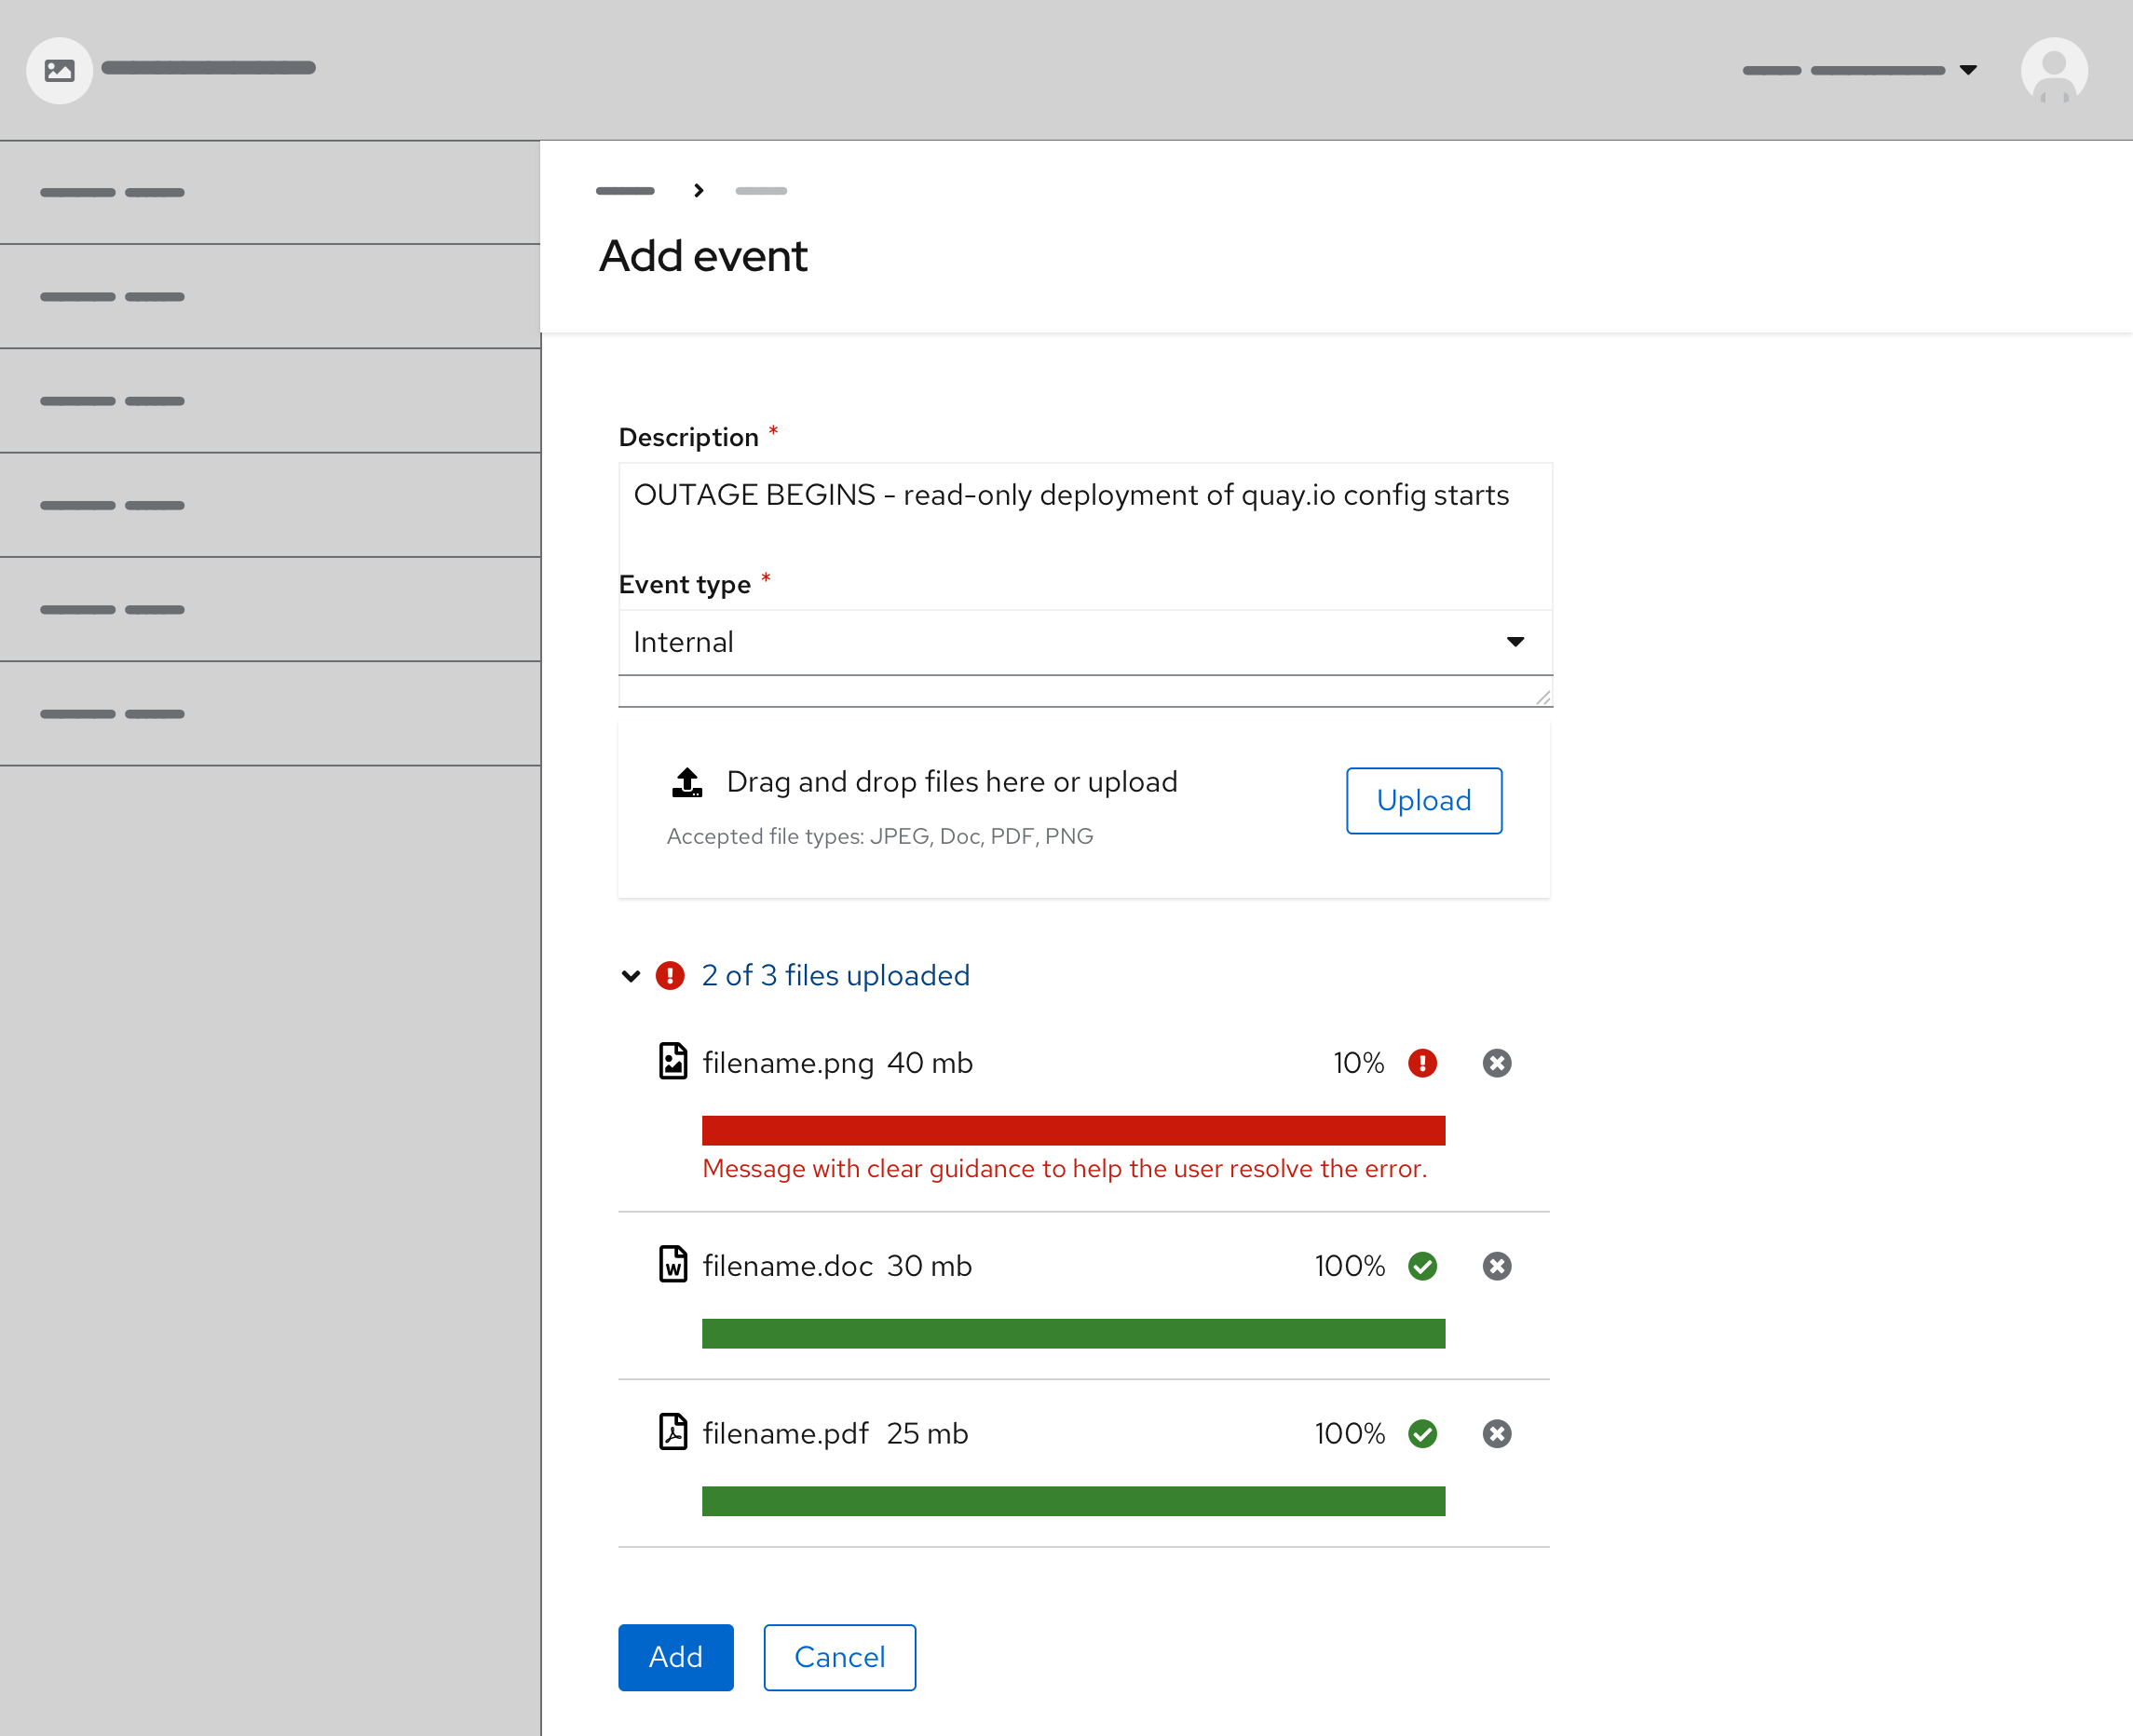 Add event
Description *
OUTAGE BEGINS - read-only deployment of quay.io config starts
Event type *
Internal
Drag and drop files here or upload
Upload
Accepted file types: JPEG, Doc, PDF, PNG
2 of 3 files uploaded
filename.png 40 mb 10%
Message with clear guidance to help the user resolve the error.
filename.doc 30 mb 100%
filename.pdf 25 mb 100%
Add Cancel